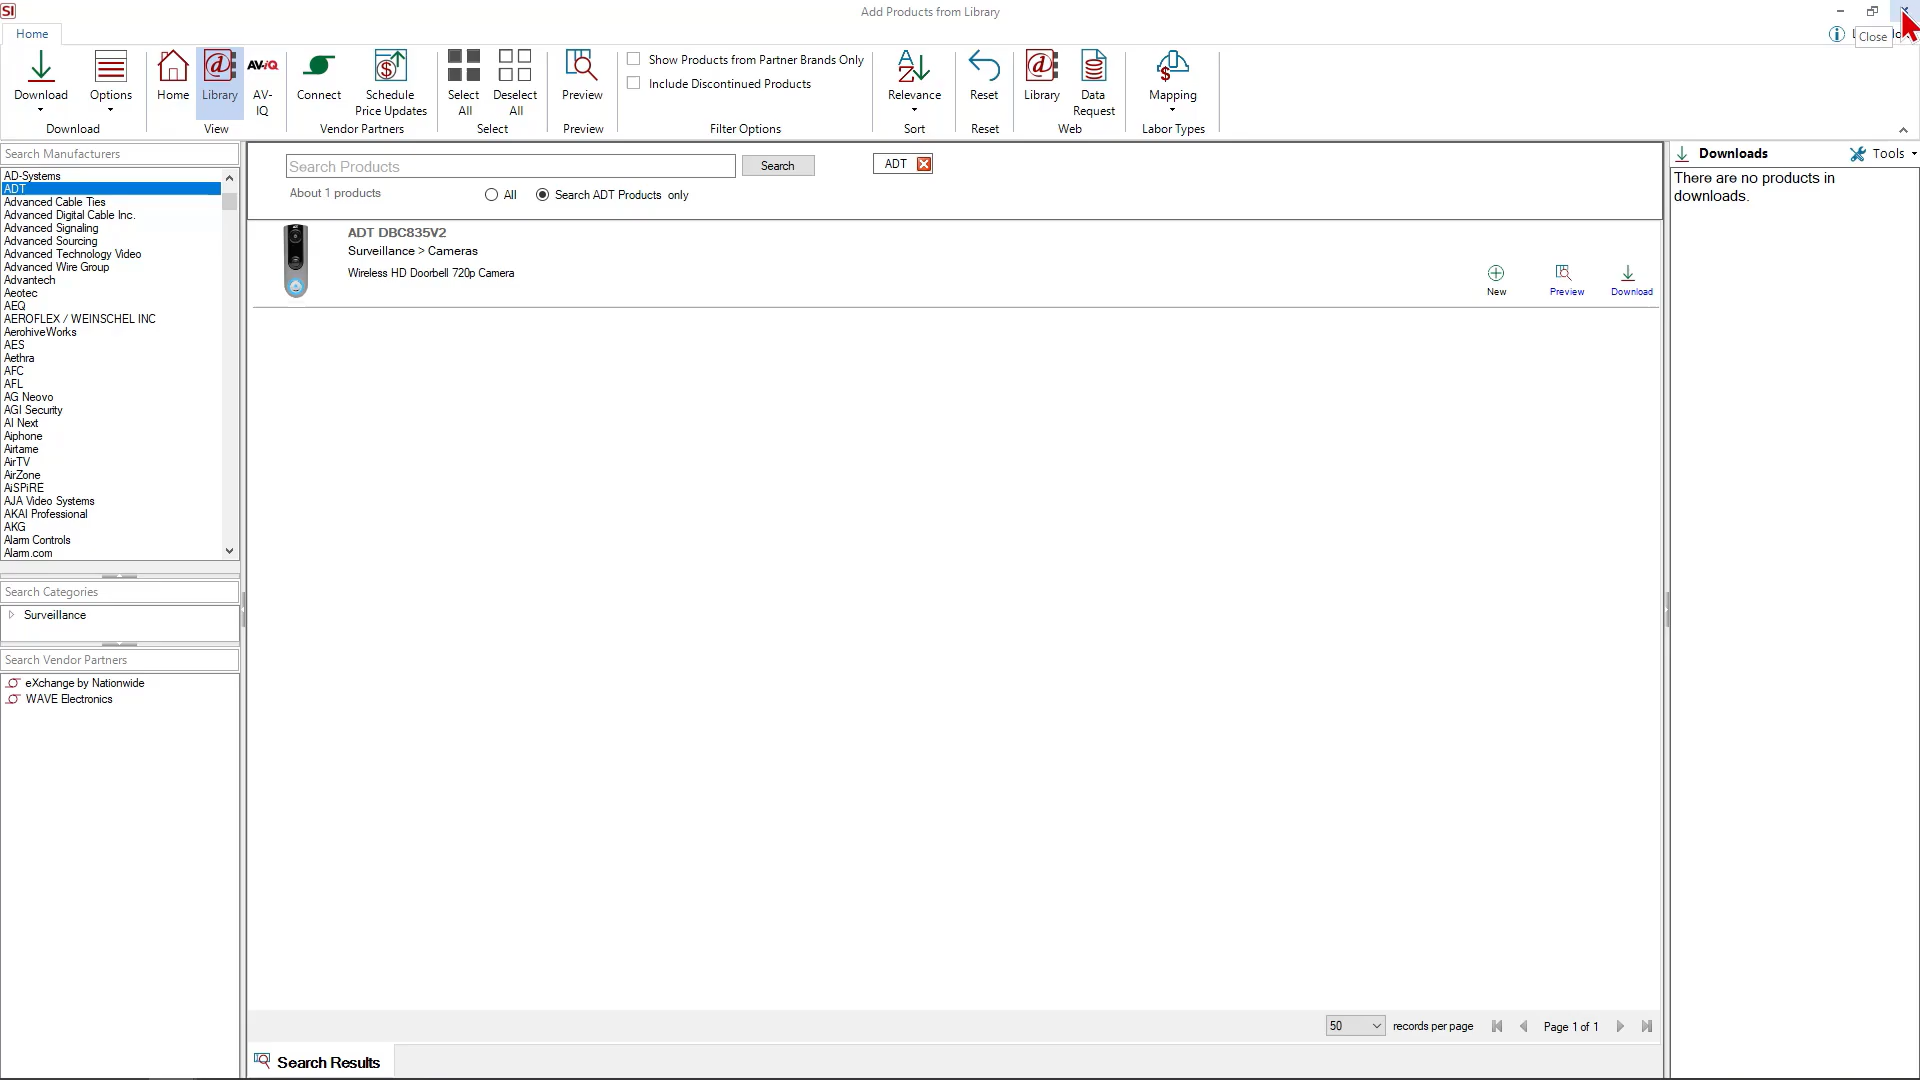 SI
Add Products from Library
Home
Close
Download
Options
Home
Library
AV-iQ
AV-
IQ
Connect
Schedule
Price Updates
Select
All
Deselect
All
Preview
Show Products from Partner Brands Only
Include Discontinued Products
Relevance
Reset
Library
Data
Request
Mapping
Download
View
Vendor Partners
Select
Preview
Filter Options
Sort
Reset
Web
Labor Types
Search Manufacturers
AD-Systems
ADT
Advanced Cable Ties
Advanced Digital Cable Inc.
Advanced Signaling
Advanced Sourcing
Advanced Technology Video
Advanced Wire Group
Advantech
Aeotec
AEQ
AEROFLEX / WEINSCHEL INC
AerohiveWorks
AES
Aethra
AFC
AFL
AG Neovo
AGI Security
AI Next
Aiphone
Airtame
AirTV
AirZone
AiSPiRE
AJA Video Systems
AKAI Professional
AKG
Alarm Controls
Alarm.com
Search Categories
Surveillance
Search Vendor Partners
eXchange by Nationwide
WAVE Electronics
Search Products
Search
ADT
About 1 products
All
Search ADT Products only
ADT DBC835V2
Surveillance > Cameras
Wireless HD Doorbell 720p Camera
New
Preview
Download
50
records per page
Page 1 of 1
Search Results
Downloads
Tools
There are no products in
downloads.